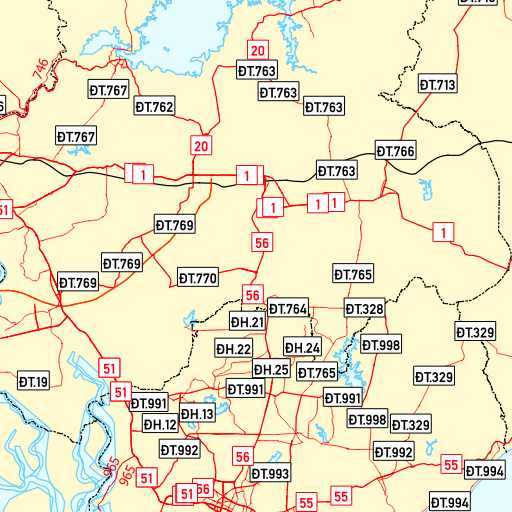 20
746
ĐT.763
ĐT.713
ĐT.767
ĐT.763
ĐT.762
ĐT.763
ĐT.767
20
ĐT.766
ĐT.763
1
1
1
1
1
51
ĐT.769
1
56
ĐT.769
ĐT.765
ĐT.770
ĐT.769
56
ĐT.764
ĐT.328
ĐH.21
ĐT.329
ĐT.998
ĐH.22
ĐH.24
51
ĐH.25
ĐT.765
ĐT.329
ĐT.19
ĐT.991
51
ĐT.991
ĐT.991
ĐH.13
ĐT.998
ĐH.12
ĐT.329
ĐT.992
ĐT.992
56
965
55
ĐT.994
965
51
ĐT.993
56
51
55
55
ĐT.994